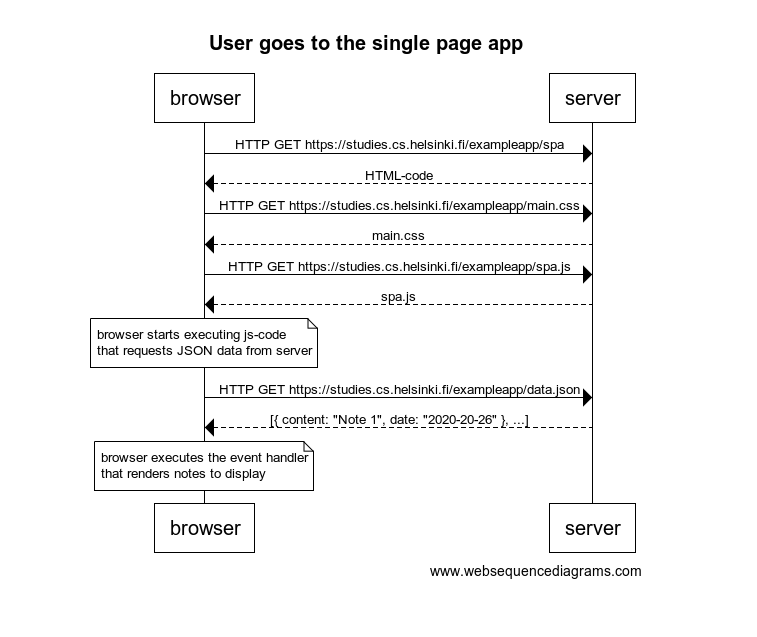 User goes to the single page app
browser
server
HTTP GET https://studies.cs.helsinki.fi/exampleapp/spa
HTML-code
HTTP GET https://studies.cs.helsinki.fi/exampleapp/main.css
main.css
HTTP GET https://studies.cs.helsinki.fi/exampleapp/spa.js
spa.js
browser starts executing js-code
that requests JSON data from server
HTTP GET https://studies.cs.helsinki.fi/exampleapp/data.json
[{ content: "Note 1", date: "2020-20-26" }, ...]
browser executes the event handler
that renders notes to display
browser
server
www.websequencediagrams.com